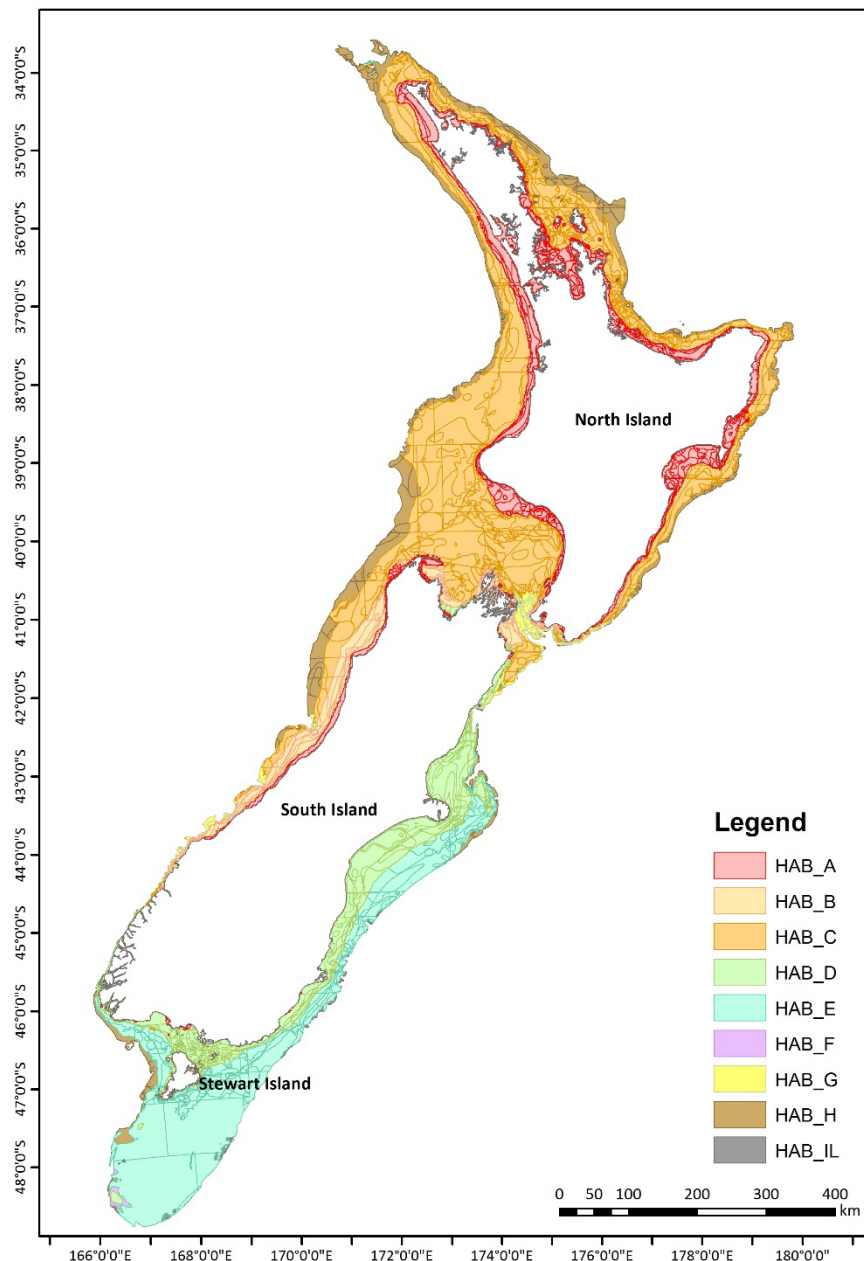 34°0'0"S
35°0'0"S
36°0'0"S
37°0'0"S
38°0'0"S
39°0'0"S
40°0'0"S
41°0'0"S
42°0'0"S
43°0'0"S
44°0'0"S
45°0'0"S
46°0'0"S
47°0'0"S
48°0'0"S
North Island
South Island
Stewart Island
Legend
HAB_A
HAB_B
HAB_C
HAB_D
HAB_E
HAB_F
HAB_G
HAB_H
HAB_IL
0 50 100 200 300 400
km
166°0'0"E 168°0'0"E 170°0'0"E 172°0'0"E 174°0'0"E 176°0'0"E 178°0'0"E 180°0'0"